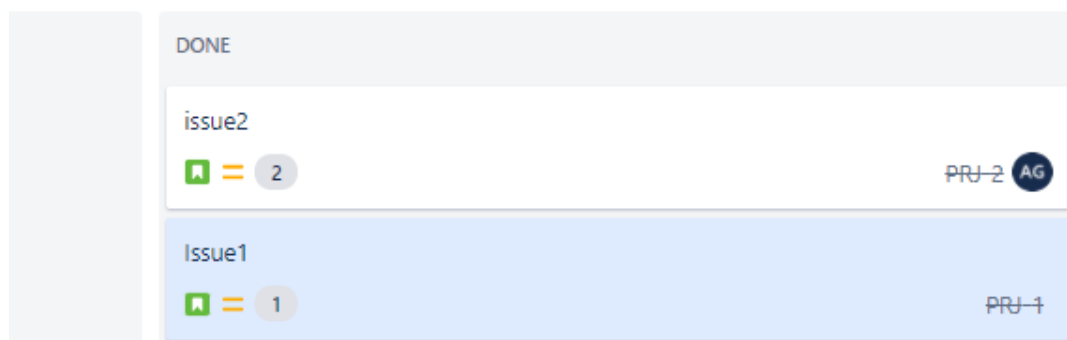 DONE
issue2
2 PRJ-2 AG
Issue1
1 PRJ-1